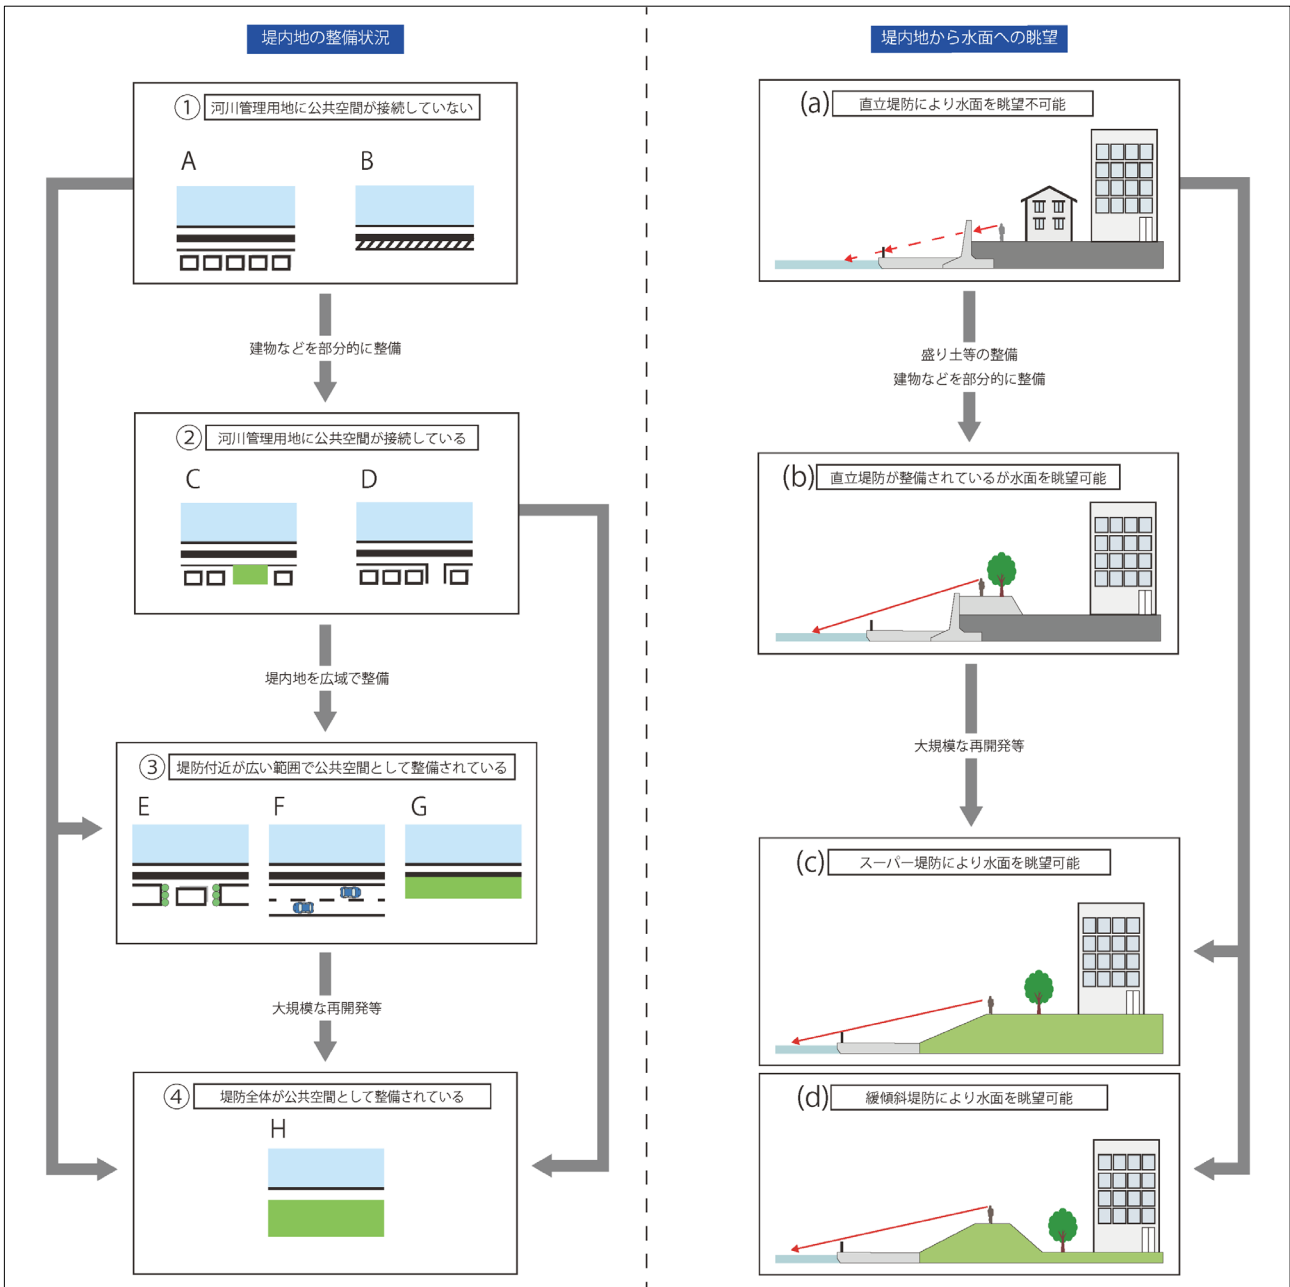 堤内地の整備状況
① 河川管理用地に公共空間が接続していない
A B
建物などを部分的に整備
② 河川管理用地に公共空間が接続している
C D
堤内地を広域で整備
③ 堤防付近が広い範囲で公共空間として整備されている
E F G
大規模な再開発等
④ 堤防全体が公共空間として整備されている
H
堤内地から水面への眺望
(a) 直立堤防により水面を眺望不可能
盛り土等の整備
建物などを部分的に整備
(b) 直立堤防が整備されているが水面を眺望可能
大規模な再開発等
(c) スーパー堤防により水面を眺望可能
(d) 緩傾斜堤防により水面を眺望可能